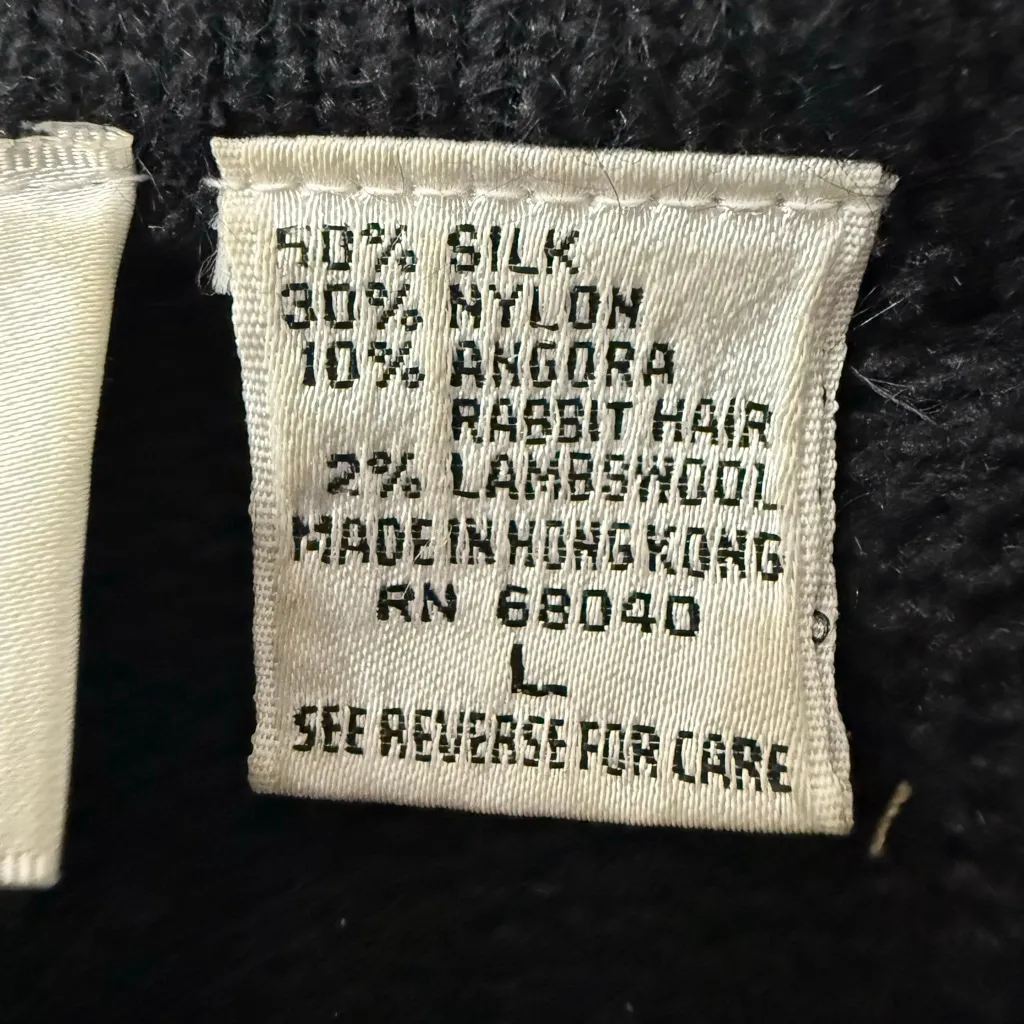 SILK
30% NYLON
10% ANGORA
RABBIT HAIR
2% LAMBSWOOL
MADE IN HONG KONG
RN 68040
L
SEE REVERSE FOR CARE